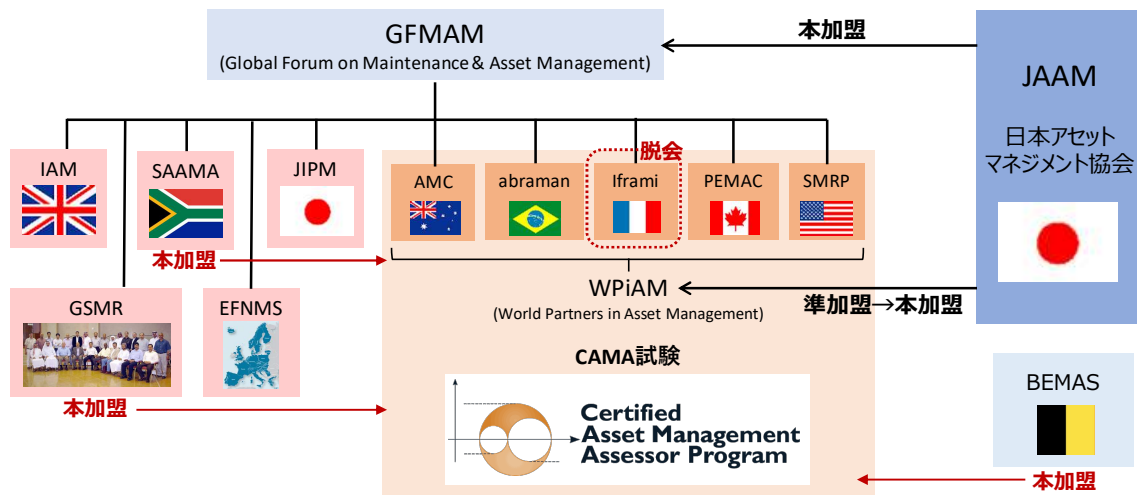 GFMAM
(Global Forum on Maintenance & Asset Management)
本加盟
JAAM
日本アセット
マネジメント協会
IAM
SAAMA
JIPM
脱会
AMC
abraman
Iframi
PEMAC
SMRP
本加盟
WPiAM
(World Partners in Asset Management)
準加盟→本加盟
GSMR
EFNMS
本加盟
CAMA試験
Certified
Asset Management
Assessor Program
BEMAS
本加盟